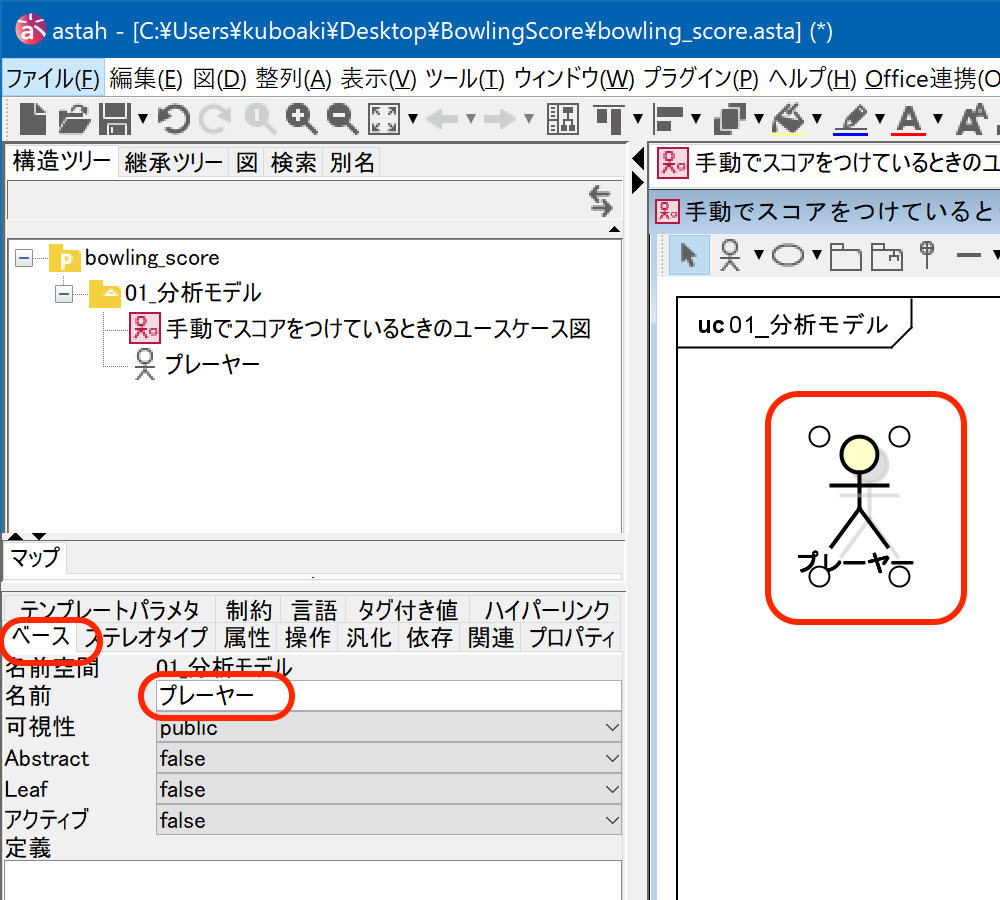 astah - [C:¥Users¥kuboaki¥Desktop¥BowlingScore¥bowling_score.asta] (*)
ファイル(F) 編集(E) 図(D) 整列(A) 表示(V) ツール(T) ウィンドウ(W) プラグイン(P) ヘルプ(H) Office連携(O
構造ツリー 継承ツリー 図 検索 別名
手動でスコアをつけているときのユ
手動でスコアをつけていると
bowling_score
01_分析モデル
手動でスコアをつけているときのユースケース図
プレーヤー
uc 01_分析モデル
プレーヤー
マップ
テンプレートパラメタ 制約 言語 タグ付き値 ハイパーリンク
ベース ステレオタイプ 属性 操作 汎化 依存 関連 プロパティ
名前空間 01_分析モデル
名前 プレーヤー
可視性 public
Abstract false
Leaf false
アクティブ false
定義